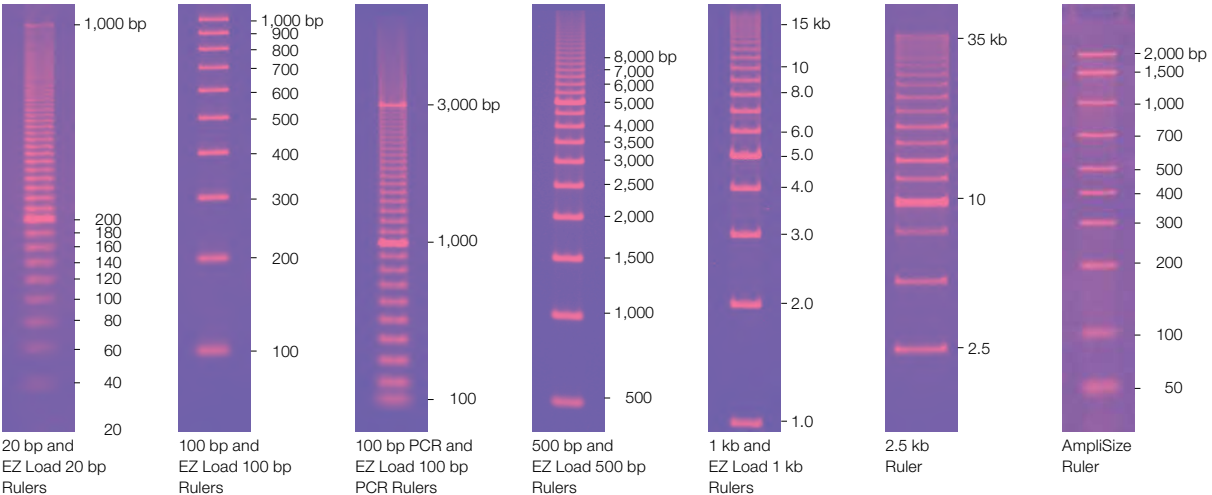 1,000 bp
200
180
160
140
120
100
80
60
40
20
20 bp and
EZ Load 20 bp
Rulers
1,000 bp
900
800
700
600
500
400
300
200
100
100 bp and
EZ Load 100 bp
Rulers
3,000 bp
1,000
100
100 bp PCR and
EZ Load 100 bp
PCR Rulers
8,000 bp
7,000
6,000
5,000
4,000
3,500
3,000
2,500
2,000
1,500
1,000
500
500 bp and
EZ Load 500 bp
Rulers
15 kb
10
8.0
6.0
5.0
4.0
3.0
2.0
1.0
1 kb and
EZ Load 1 kb
Rulers
35 kb
10
2.5
2.5 kb
Ruler
2,000 bp
1,500
1,000
700
500
400
300
200
100
50
AmpliSize
Ruler